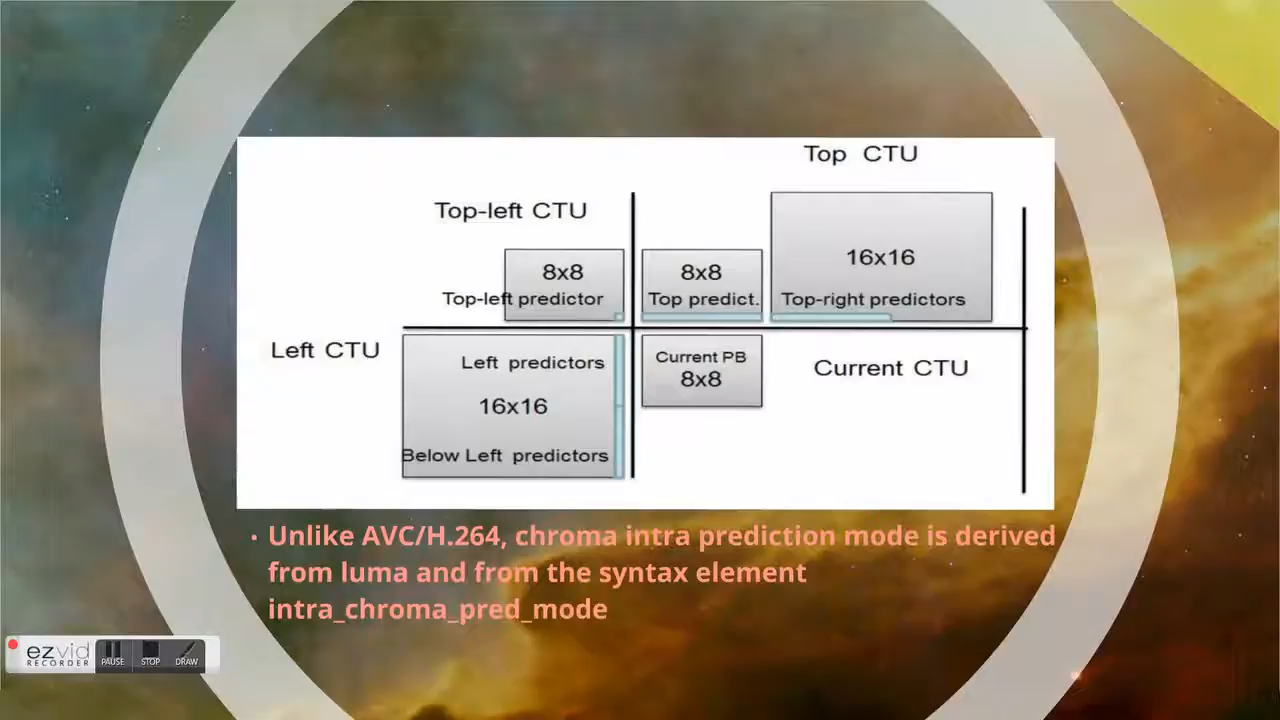 Top CTU
Top-left CTU
8x8
Top-left predictor
8x8
Top predict.
16x16
Top-right predictors
Left CTU
Left predictors
16x16
Below Left predictors
Current PB
8x8
Current CTU
• Unlike AVC/H.264, chroma intra prediction mode is derived
from luma and from the syntax element
intra_chroma_pred_mode
ezvid
RECORDER
PAUSE
STOP
DRAW